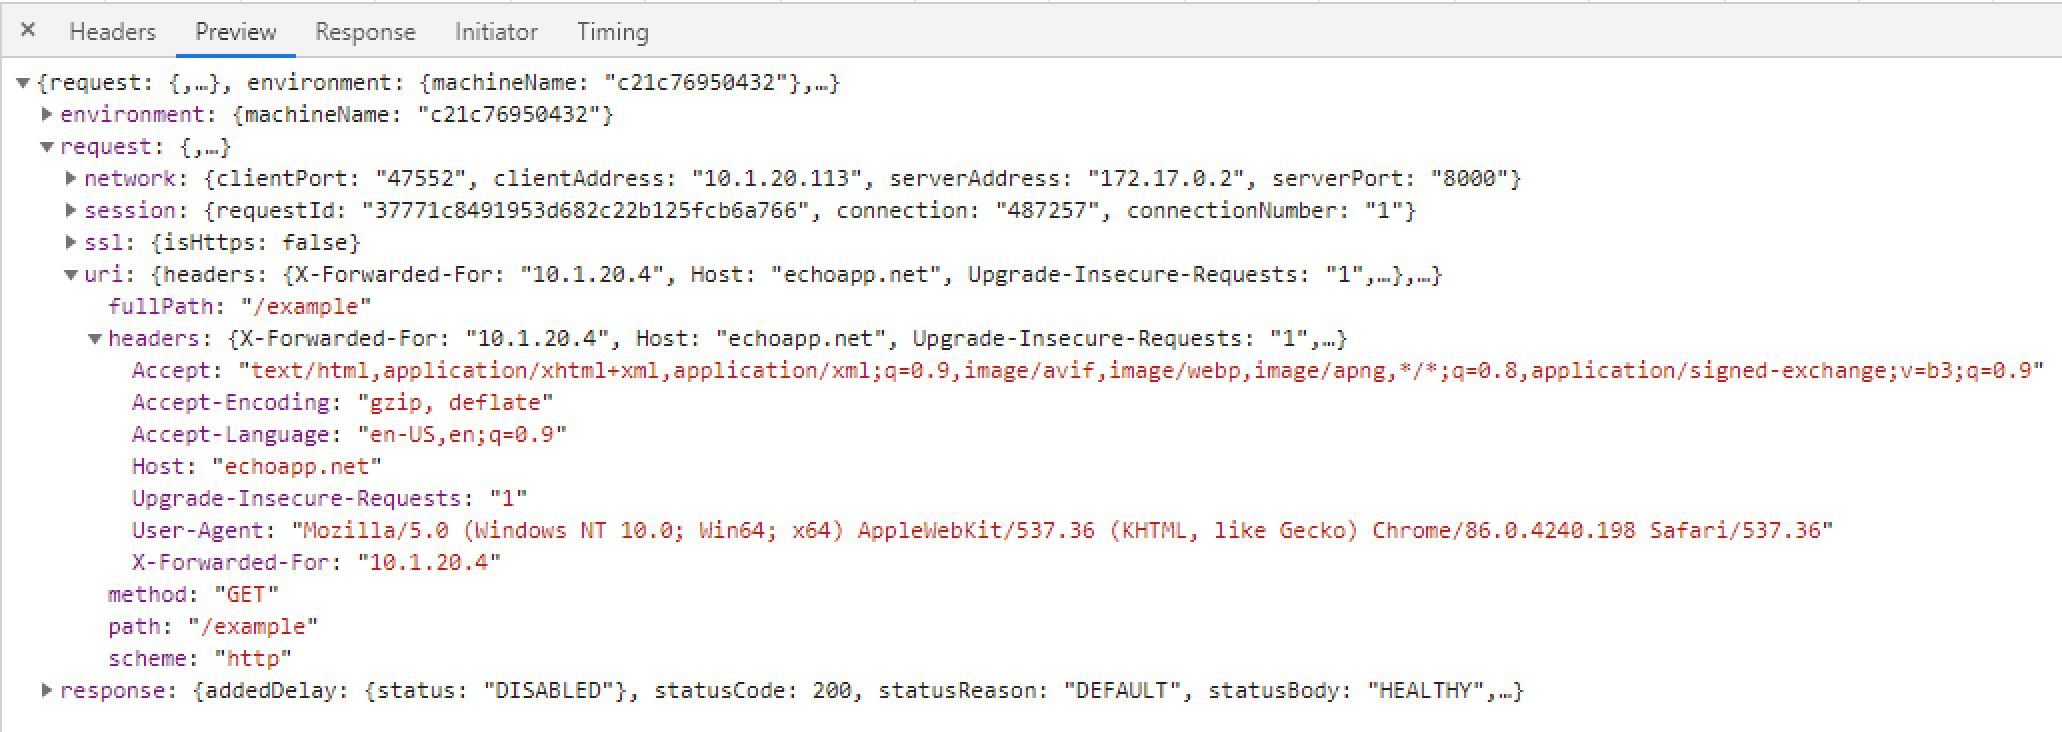 × Headers Preview Response Initiator Timing
▼{request: {,…}, environment: {machineName: "c21c76950432"},…}
▶environment: {machineName: "c21c76950432"}
▼request: {,…}
▶network: {clientPort: "47552", clientAddress: "10.1.20.113", serverAddress: "172.17.0.2", serverPort: "8000"}
▶session: {requestId: "37771c8491953d682c22b125fcb6a766", connection: "487257", connectionNumber: "1"}
▶ssl: {isHttps: false}
▼uri: {headers: {X-Forwarded-For: "10.1.20.4", Host: "echoapp.net", Upgrade-Insecure-Requests: "1",…},…}
fullPath: "/example"
▼headers: {X-Forwarded-For: "10.1.20.4", Host: "echoapp.net", Upgrade-Insecure-Requests: "1",…}
Accept: "text/html,application/xhtml+xml,application/xml;q=0.9,image/avif,image/webp,image/apng,*/*;q=0.8,application/signed-exchange;v=b3;q=0.9"
Accept-Encoding: "gzip, deflate"
Accept-Language: "en-US,en;q=0.9"
Host: "echoapp.net"
Upgrade-Insecure-Requests: "1"
User-Agent: "Mozilla/5.0 (Windows NT 10.0; Win64; x64) AppleWebKit/537.36 (KHTML, like Gecko) Chrome/86.0.4240.198 Safari/537.36"
X-Forwarded-For: "10.1.20.4"
method: "GET"
path: "/example"
scheme: "http"
▶response: {addedDelay: {status: "DISABLED"}, statusCode: 200, statusReason: "DEFAULT", statusBody: "HEALTHY",…}